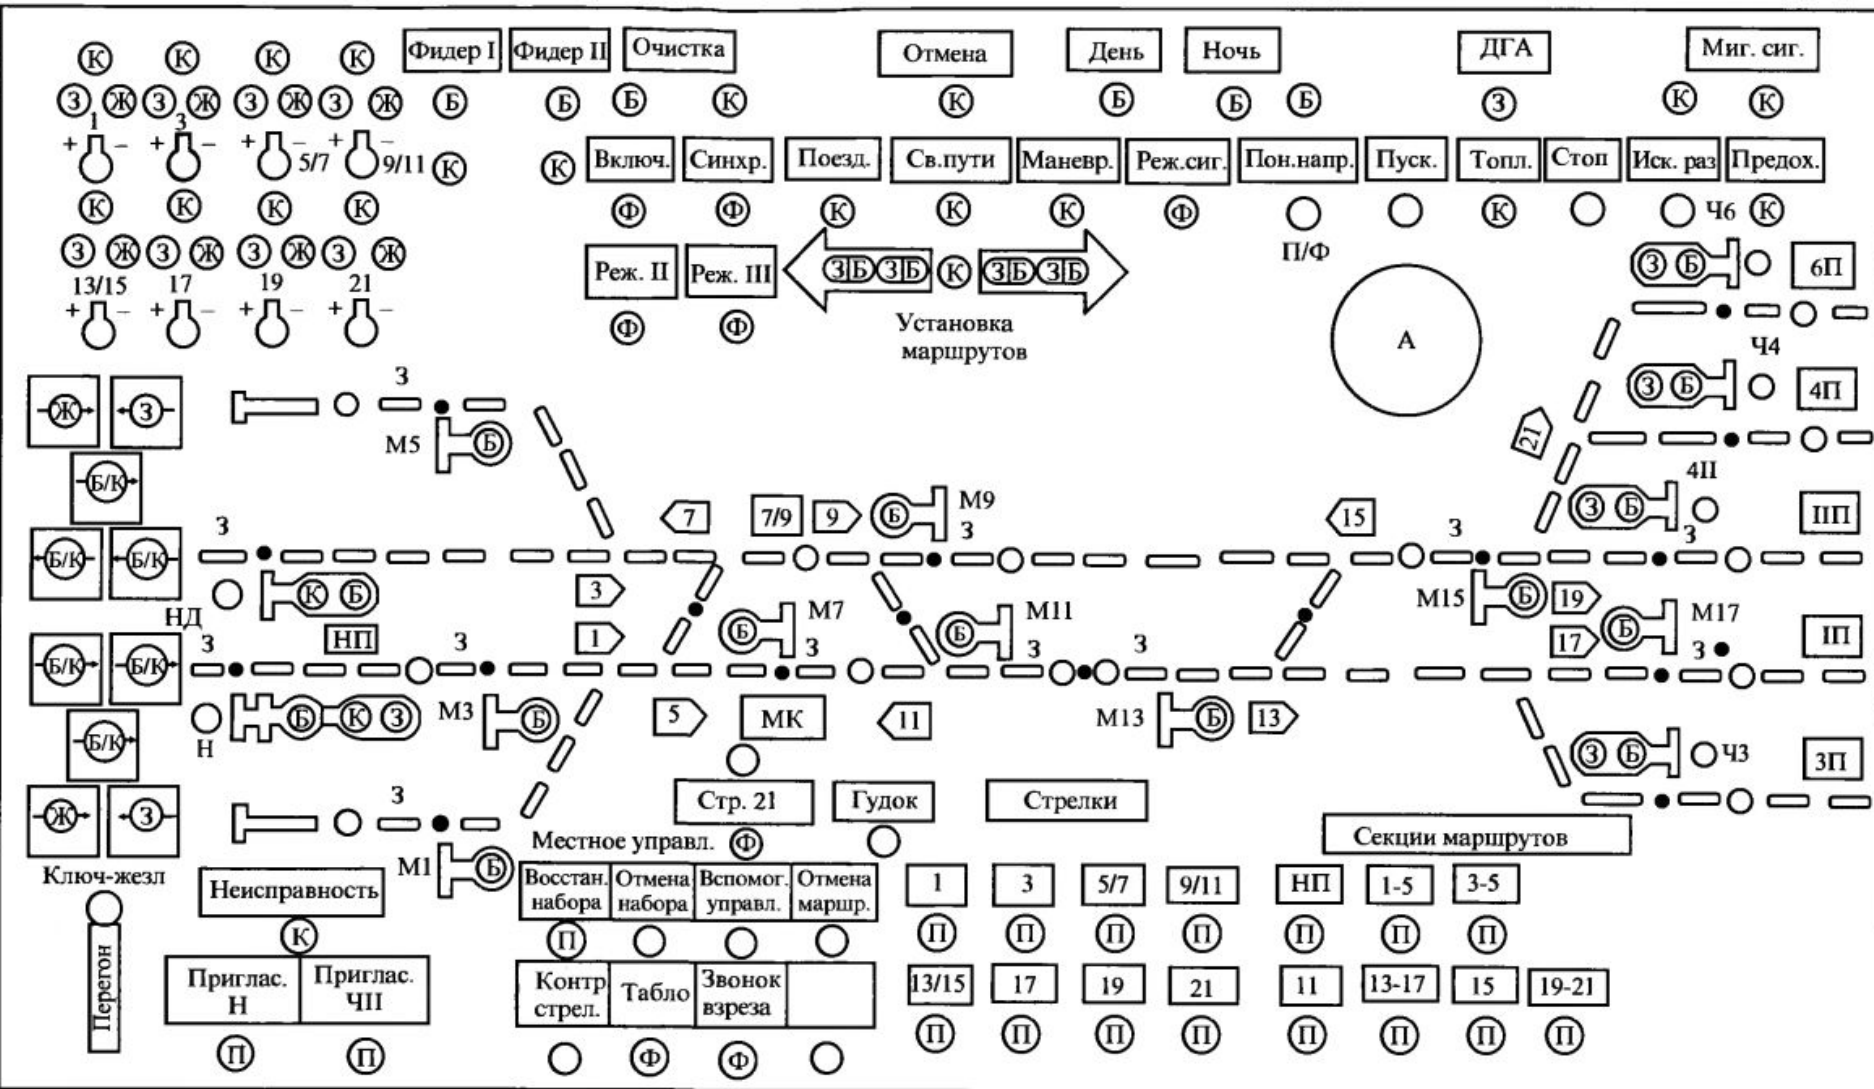 К К К К Фидер I Фидер II Очистка Отмена День Ночь ДГА Миг. сиг.
З Ж З Ж З Ж З Ж Б Б Б К К Б Б Б З К К
1 3
+ − + − + − 5/7 + − 9/11 К К Включ. Синхр. Поезд. Св.пути Маневр. Реж.сиг. Пон.напр. Пуск. Топл. Стоп Иск. раз Предох.
К К К К Ф Ф К К К Ф К Ч6 К
П/Ф
З Ж З Ж З Ж З Ж Реж. II Реж. III З Б З Б К З Б З Б З Б 6П
13/15 17 19 21
+ − + − + − + − Ф Ф Установка
маршрутов
А
Ч4
Ж З З З Б 4П
М5 Б 21
Б/К 4II
З 7 7/9 9 Б М9 З 15 З З Б З IIП
Б/К Б/К
НД К Б 3 М7 М11 М15 Б 19 М17
З НП З 1 Б З Б З З 17 Б З IП
Б/К Б/К
Н Б К З М3 Б 5 МК 11 М13 Б 13
Б/К З Б Ч3 3П
Ж З З Стр. 21 Гудок Стрелки
Местное управл. Ф Секции маршрутов
Ключ-жезл М1 Б
Неисправность Восстан. Отмена Вспомог. Отмена 1 3 5/7 9/11 НП 1-5 3-5
набора набора управл. маршр.
К П П П П П П П П
Перегон
Приглас. Приглас. Контр Табло Звонок 13/15 17 19 21 11 13-17 15 19-21
Н ЧII стрел. взреза
П П Ф Ф П П П П П П П П